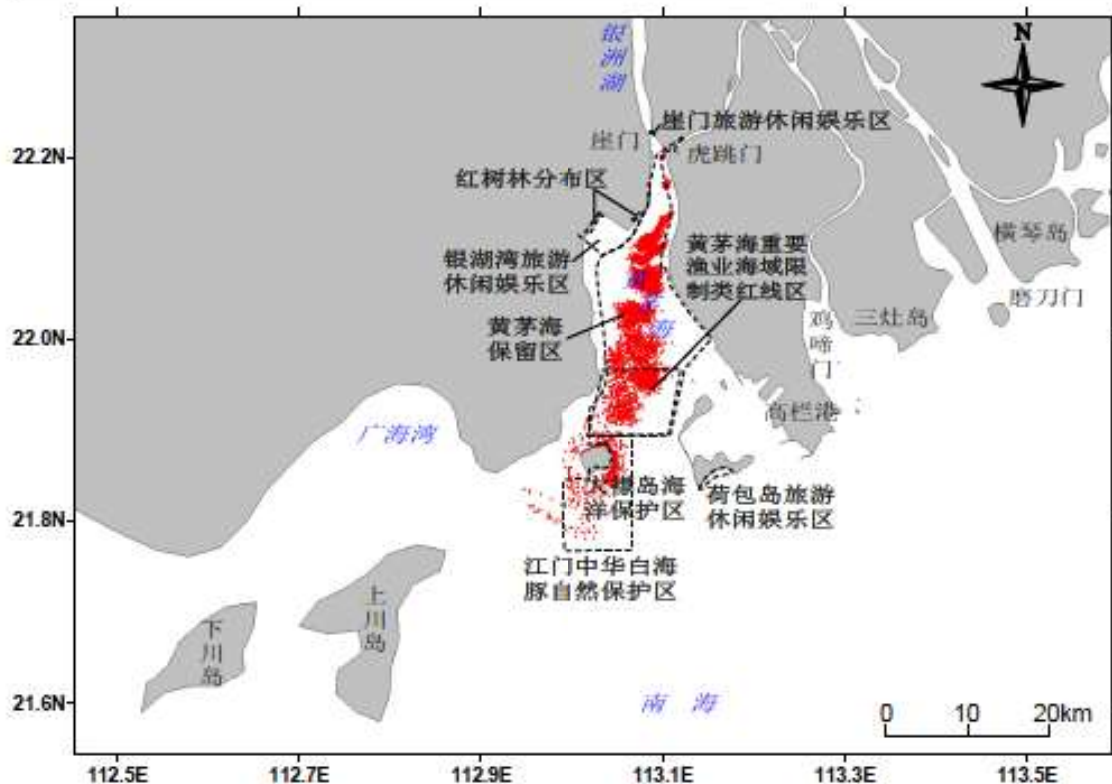 N
银
洲
湖
座门旅游休闲娱乐区
22.2N
座门
虎跳门
红树林分布区
横琴岛
黄茅海重要
渔业海域限
制类红线区
银湖湾旅游
休闲娱乐区
磨刀门
海
鸡
啼
门
三灶岛
22.0N
黄茅海
保留区
高栏港
广海湾
大襟岛海
洋保护区
荷包岛旅游
休闲娱乐区
21.8N
江门中华白海
豚自然保护区
上
川
岛
下
川
岛
21.6N
南 海
0 10 20km
112.5E 112.7E 112.9E 113.1E 113.3E 113.5E